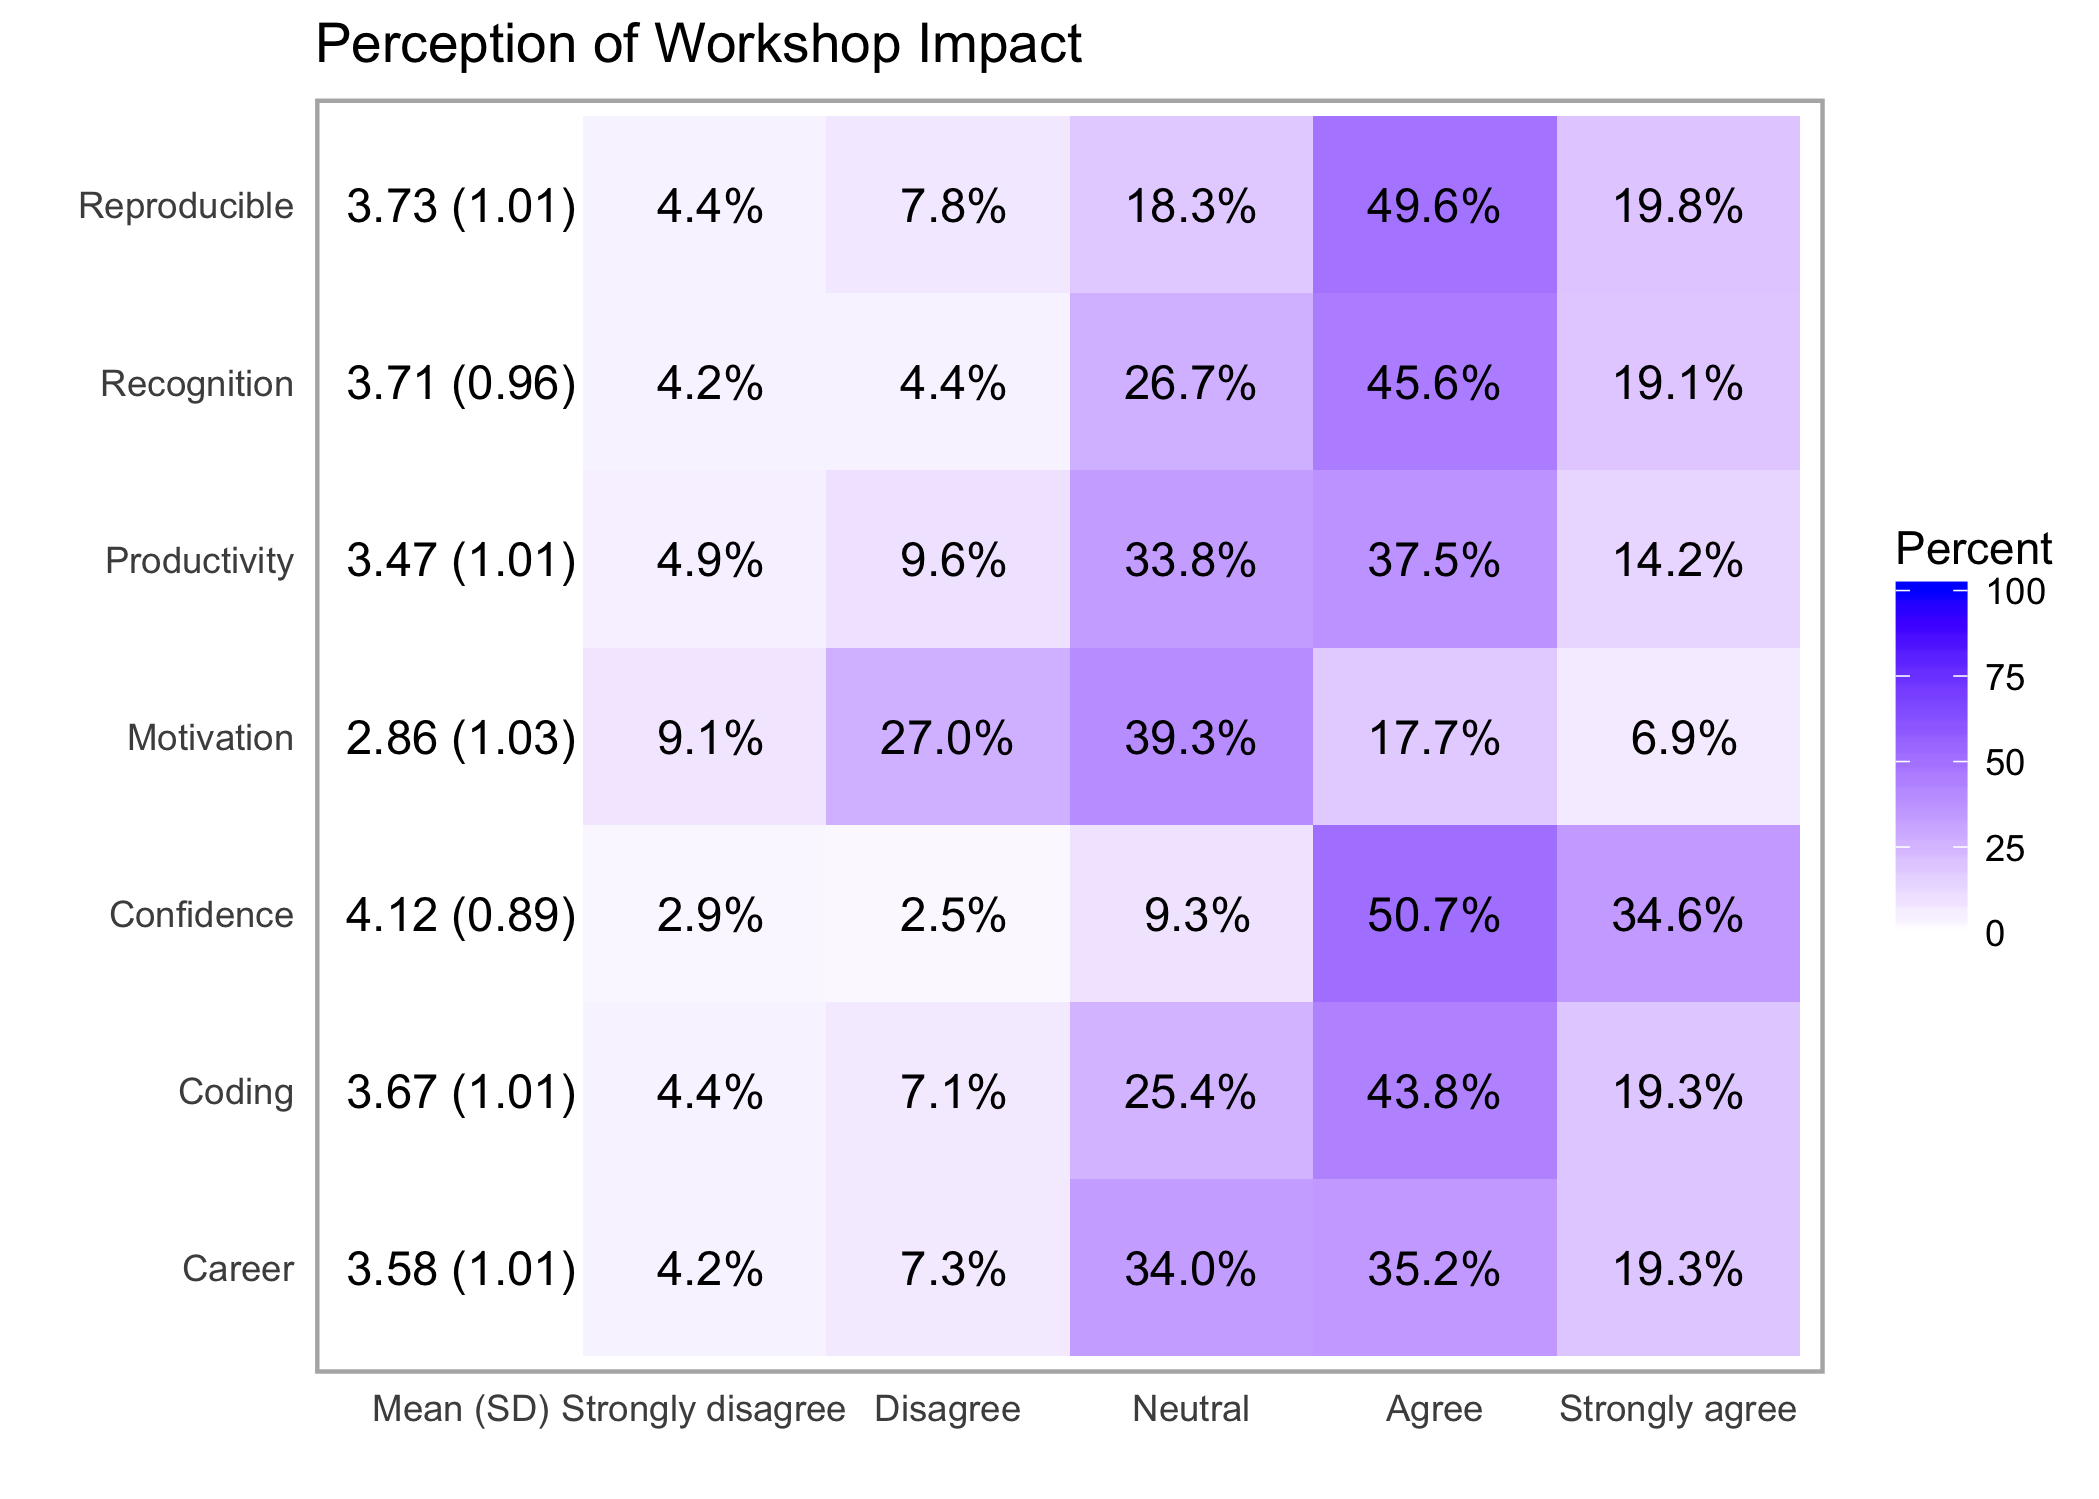 Perception of Workshop Impact
Reproducible 3.73 (1.01) 4.4% 7.8% 18.3% 49.6% 19.8%
Recognition 3.71 (0.96) 4.2% 4.4% 26.7% 45.6% 19.1%
Productivity 3.47 (1.01) 4.9% 9.6% 33.8% 37.5% 14.2%
Motivation 2.86 (1.03) 9.1% 27.0% 39.3% 17.7% 6.9%
Confidence 4.12 (0.89) 2.9% 2.5% 9.3% 50.7% 34.6%
Coding 3.67 (1.01) 4.4% 7.1% 25.4% 43.8% 19.3%
Career 3.58 (1.01) 4.2% 7.3% 34.0% 35.2% 19.3%
Mean (SD) Strongly disagree Disagree Neutral Agree Strongly agree
Percent
100
75
50
25
0